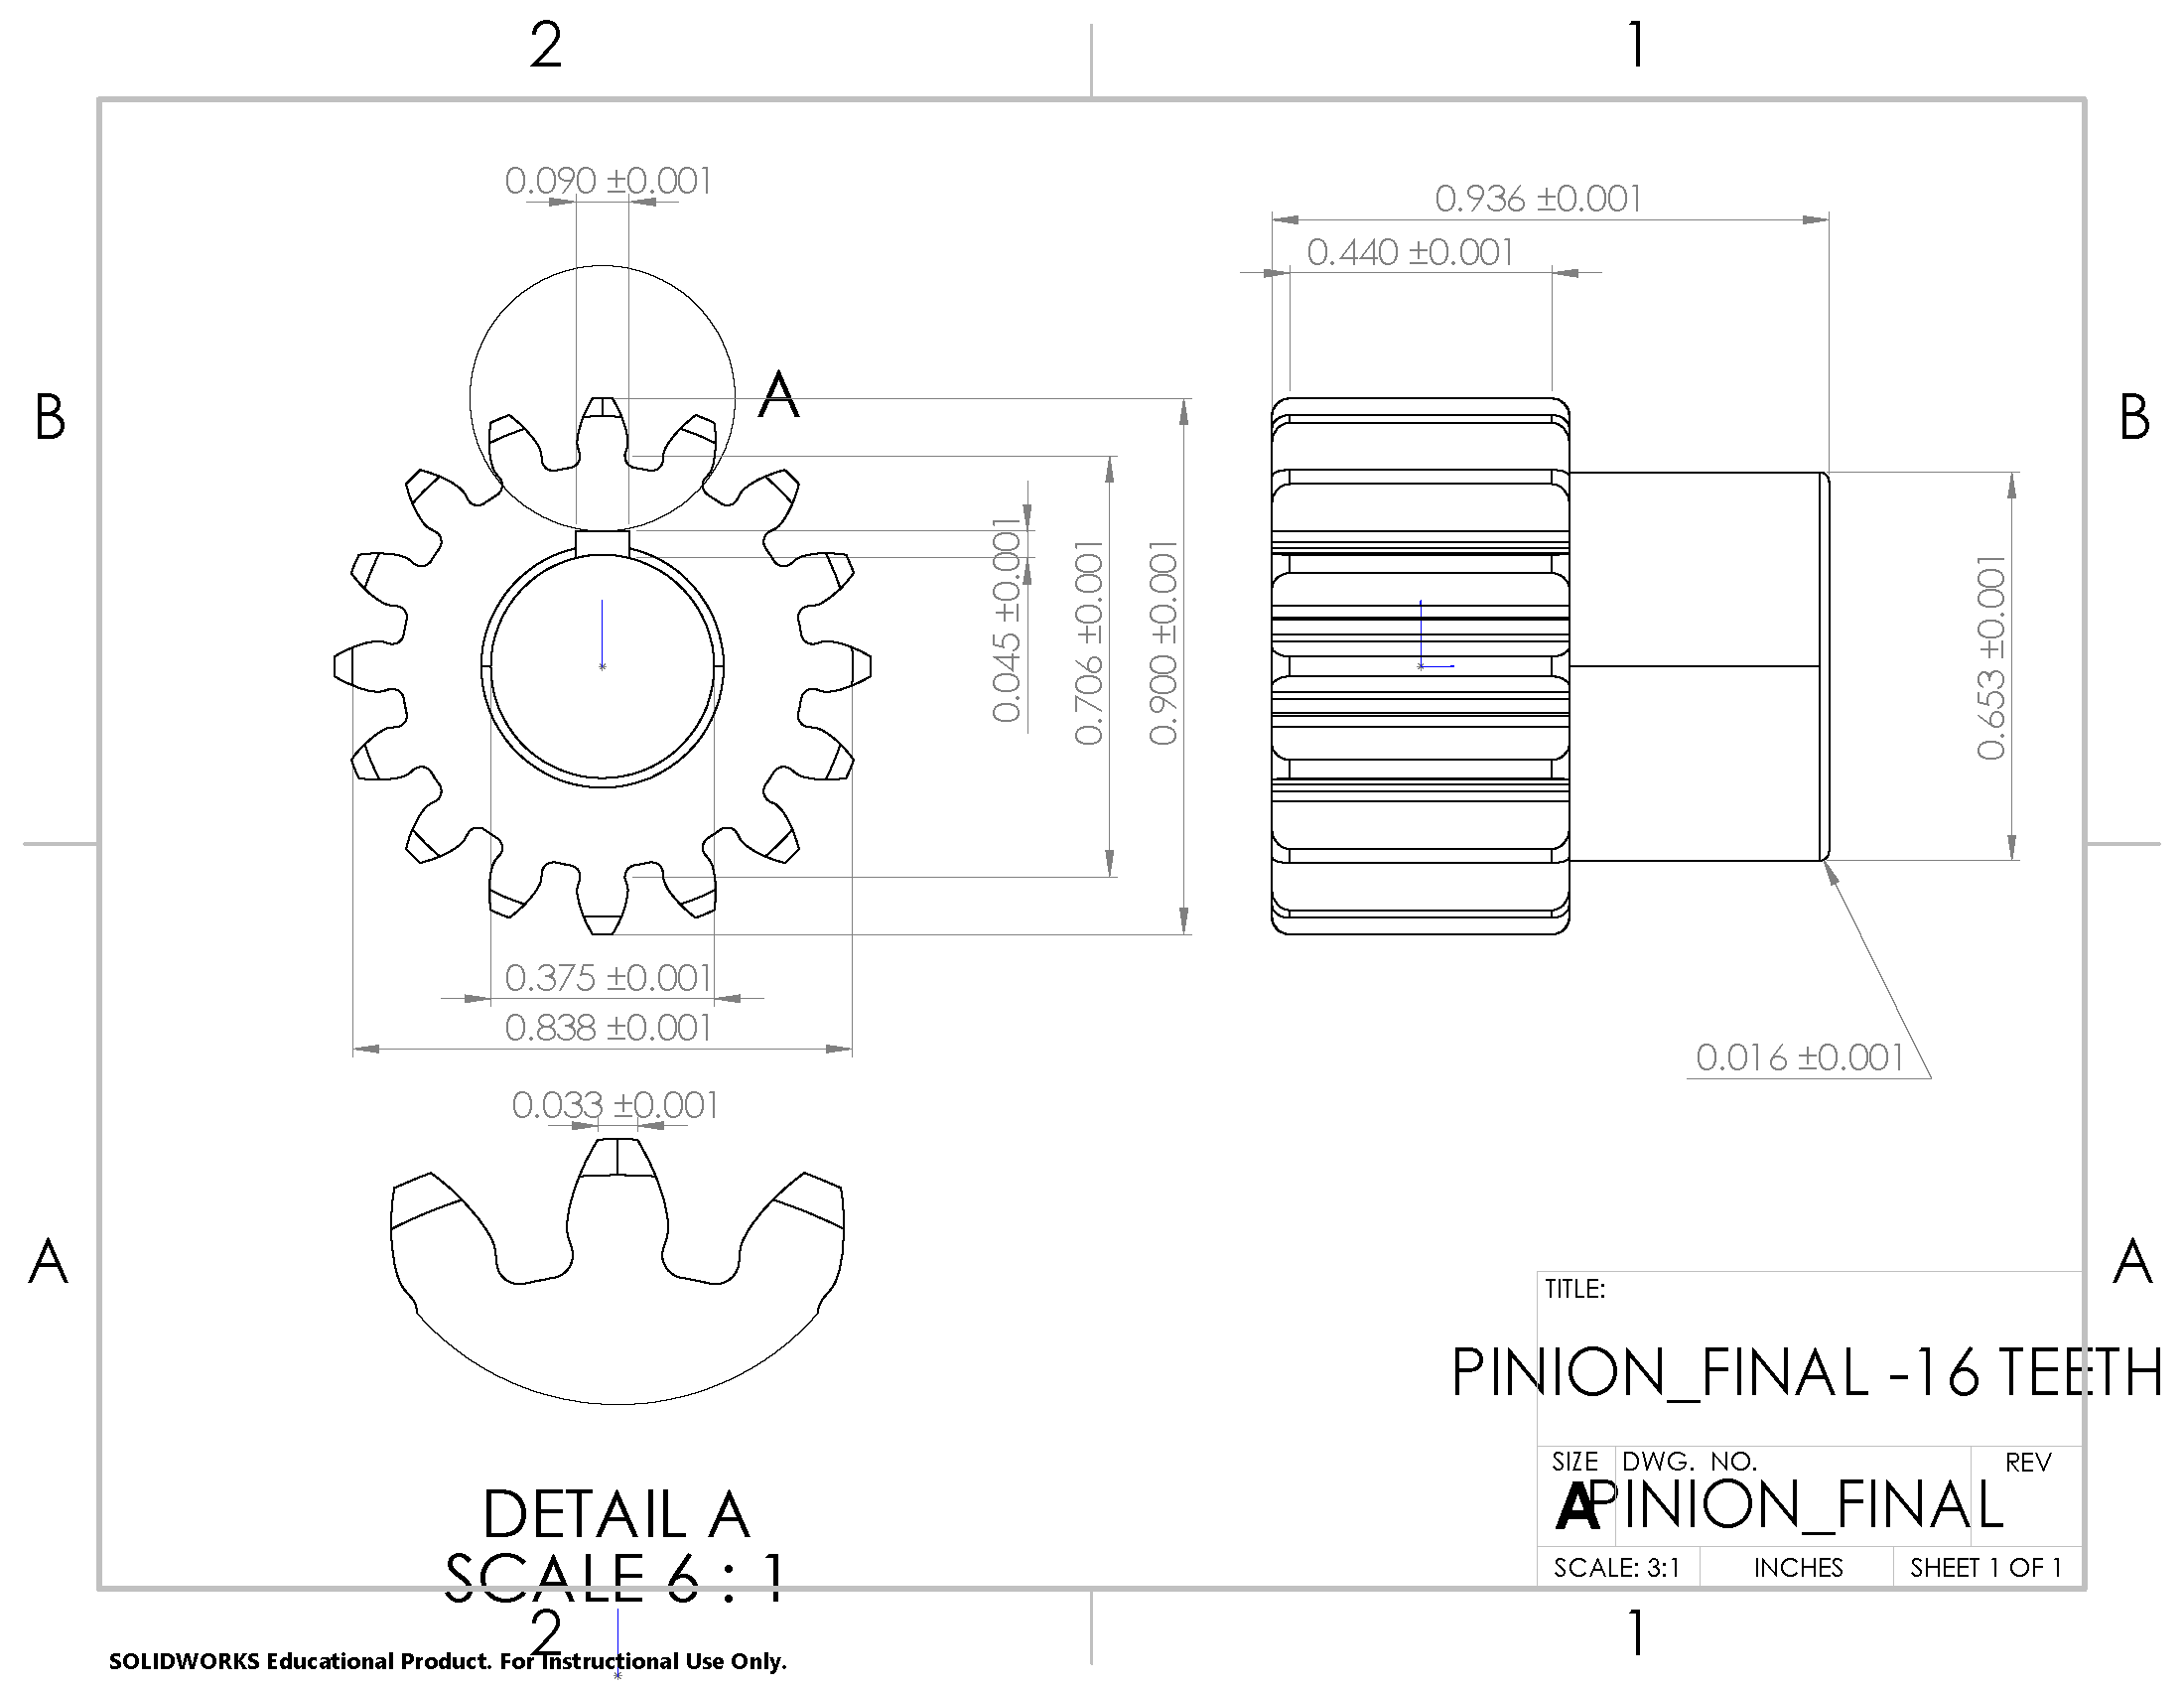 2 1
0.090 ±0.001
0.936 ±0.001
0.440 ±0.001
A
B B
0.045 ±0.001
0.706 ±0.001
0.900 ±0.001
0.653 ±0.001
0.375 ±0.001
0.838 ±0.001
0.016 ±0.001
0.033 ±0.001
A A
TITLE:
PINION_FINAL -16 TEETH
SIZE DWG. NO. REV
A PINION_FINAL
SCALE: 3:1 INCHES SHEET 1 OF 1
DETAIL A
SCALE 6 : 1
2 1
SOLIDWORKS Educational Product. For Instructional Use Only.